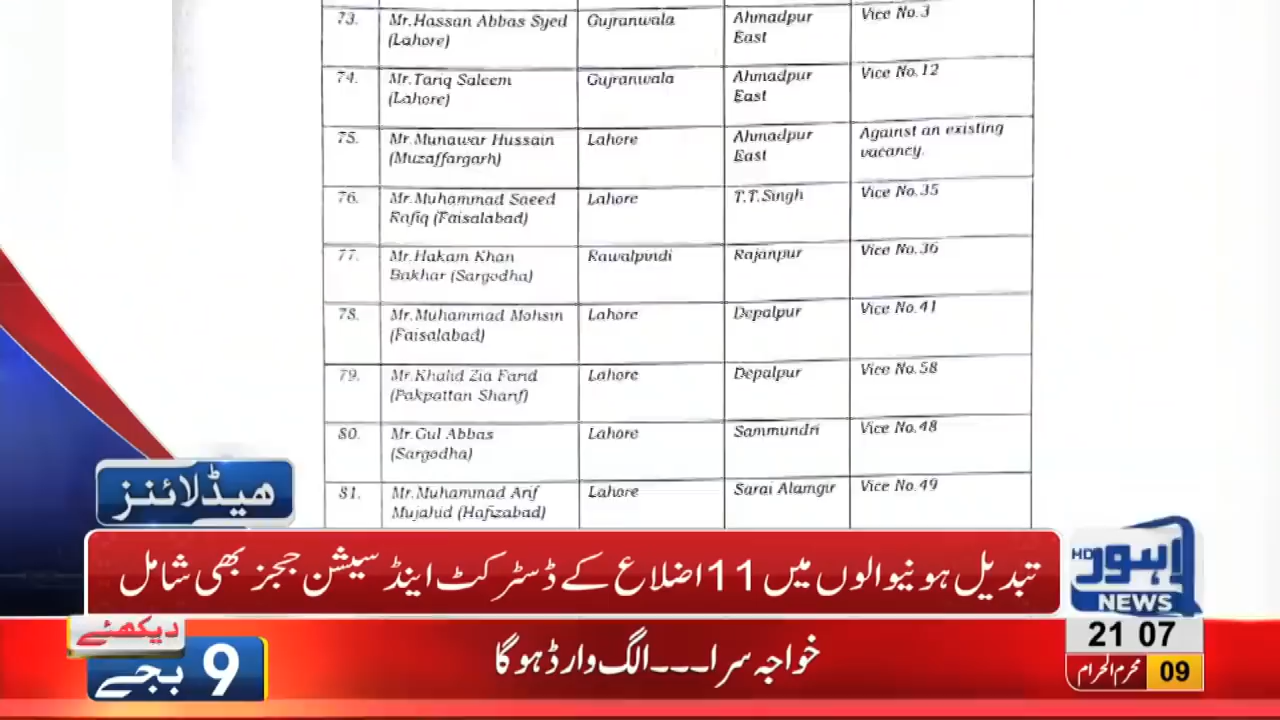 73. Mr.Hassan Abbas Syed (Lahore) Gujranwala Ahmadpur East Vice No.3
74. Mr.Tariq Saleem (Lahore) Gujranwala Ahmadpur East Vice No.12
75. Mr.Munawar Hussain (Muzaffargarh) Lahore Ahmadpur East Against an existing vacancy.
76. Mr.Muhammad Saeed Rafiq (Faisalabad) Lahore T.T.Singh Vice No.35
77. Mr.Hakam Khan Bakhar (Sargodha) Rawalpindi Rajanpur Vice No.36
78. Mr.Muhammad Mohsin (Faisalabad) Lahore Depalpur Vice No.41
79. Mr.Khalid Zia Farid (Pakpattan Sharif) Lahore Depalpur Vice No.58
80. Mr.Gul Abbas (Sargodha) Lahore Sammundri Vice No.48
81. Mr.Muhammad Arif Mujahid (Hafizabad) Lahore Sarai Alamgir Vice No.49
ھیڈلائنز
تبدیل ہونیوالوں میں 11 اضلاع کے ڈسٹرکٹ اینڈ سیشن ججز بھی شامل
لاہور HD
NEWS
دیکھئے
9 بجے
خواجہ سرا۔۔۔الگ وارڈ ہوگا
21 07
محرم الحرام 09